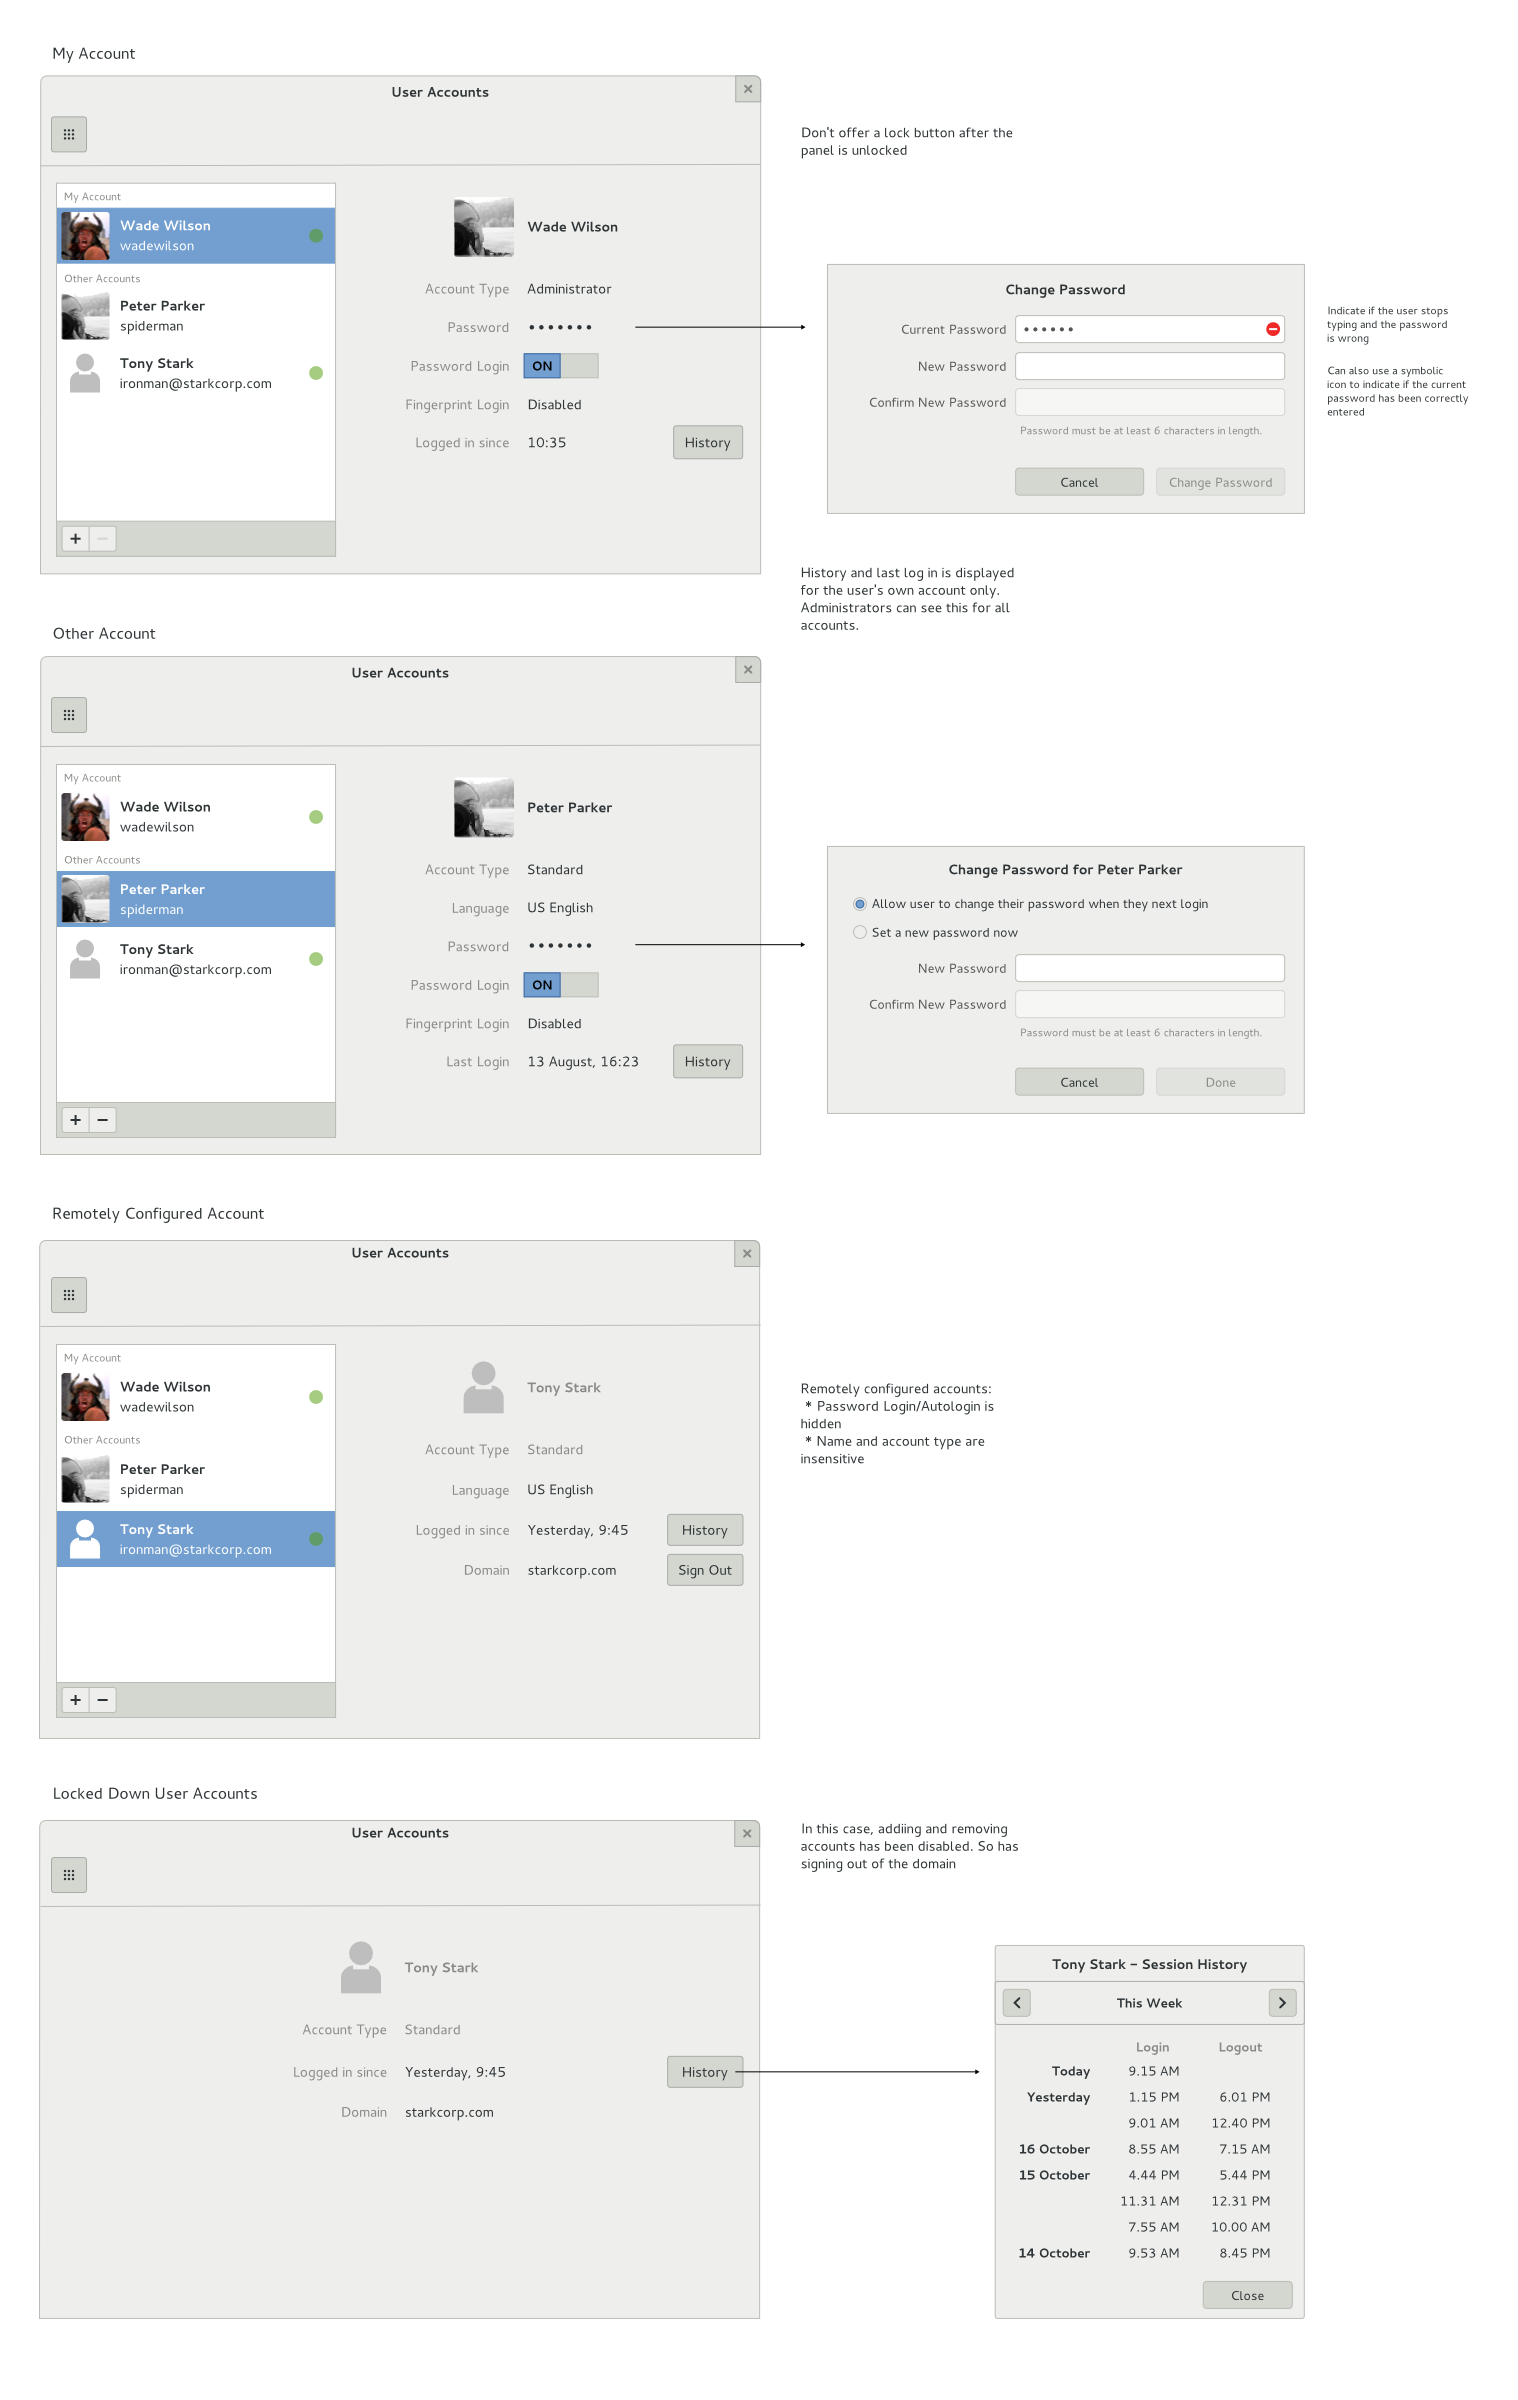 My Account
User Accounts
Don't offer a lock button after the
panel is unlocked
My Account
Wade Wilson
wadewilson
Other Accounts
Peter Parker
spiderman
Tony Stark
ironman@starkcorp.com
Wade Wilson
Account Type Administrator
Password •••••••
Password Login ON
Fingerprint Login Disabled
Logged in since 10:35 History
Change Password
Current Password ••••••
New Password
Confirm New Password
Password must be at least 6 characters in length.
Cancel Change Password
Indicate if the user stops
typing and the password
is wrong
Can also use a symbolic
icon to indicate if the current
password has been correctly
entered
History and last log in is displayed
for the user's own account only.
Administrators can see this for all
accounts.
Other Account
User Accounts
My Account
Wade Wilson
wadewilson
Other Accounts
Peter Parker
spiderman
Tony Stark
ironman@starkcorp.com
Peter Parker
Account Type Standard
Language US English
Password •••••••
Password Login ON
Fingerprint Login Disabled
Last Login 13 August, 16:23 History
Change Password for Peter Parker
Allow user to change their password when they next login
Set a new password now
New Password
Confirm New Password
Password must be at least 6 characters in length.
Cancel Done
Remotely Configured Account
User Accounts
My Account
Wade Wilson
wadewilson
Other Accounts
Peter Parker
spiderman
Tony Stark
ironman@starkcorp.com
Tony Stark
Account Type Standard
Language US English
Logged in since Yesterday, 9:45 History
Domain starkcorp.com Sign Out
Remotely configured accounts:
* Password Login/Autologin is
hidden
* Name and account type are
insensitive
Locked Down User Accounts
User Accounts
In this case, addiing and removing
accounts has been disabled. So has
signing out of the domain
Tony Stark
Account Type Standard
Logged in since Yesterday, 9:45 History
Domain starkcorp.com
Tony Stark – Session History
This Week
Login Logout
Today 9.15 AM
Yesterday 1.15 PM 6.01 PM
9.01 AM 12.40 PM
16 October 8.55 AM 7.15 AM
15 October 4.44 PM 5.44 PM
11.31 AM 12.31 PM
7.55 AM 10.00 AM
14 October 9.53 AM 8.45 PM
Close